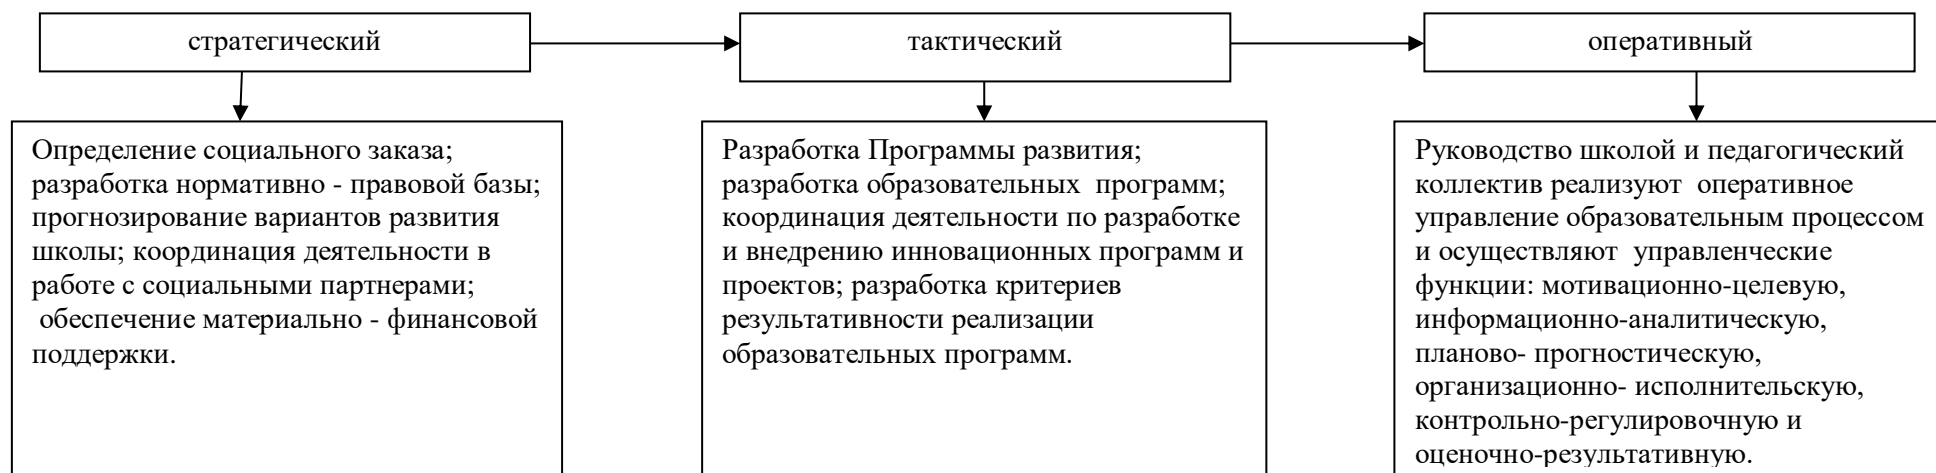 стратегический
тактический
оперативный
Определение социального заказа;
разработка нормативно - правовой базы;
прогнозирование вариантов развития
школы; координация деятельности в
работе с социальными партнерами;
обеспечение материально - финансовой
поддержки.
Разработка Программы развития;
разработка образовательных программ;
координация деятельности по разработке
и внедрению инновационных программ и
проектов; разработка критериев
результативности реализации
образовательных программ.
Руководство школой и педагогический
коллектив реализуют оперативное
управление образовательным процессом
и осуществляют управленческие
функции: мотивационно-целевую,
информационно-аналитическую,
планово- прогностическую,
организационно- исполнительскую,
контрольно-регулировочную и
оценочно-результативную.